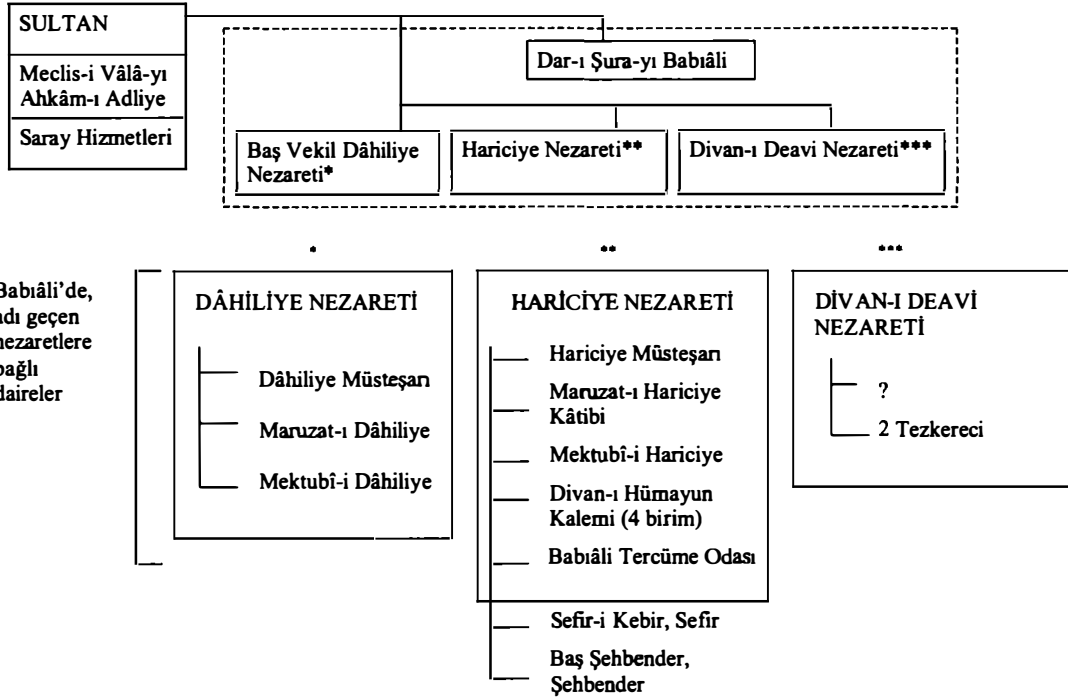 SULTAN
Meclis-i Vâlâ-yı
Ahkâm-ı Adliye
Saray Hizmetleri
Dar-ı Şura-yı Babıâli
Baş Vekil Dâhiliye
Nezareti*
Hariciye Nezareti**
Divan-ı Deavi Nezareti***
*
**
***
Babıâli’de,
adı geçen
nezaretlere
bağlı
daireler
DÂHİLİYE NEZARETİ
Dâhiliye Müsteşarı
Maruzat-ı Dâhiliye
Mektubî-i Dâhiliye
HARİCİYE NEZARETİ
Hariciye Müsteşarı
Maruzat-ı Hariciye
Kâtibi
Mektubî-i Hariciye
Divan-ı Hümayun
Kalemi (4 birim)
Babıâli Tercüme Odası
Sefir-i Kebir, Sefir
Baş Şehbender,
Şehbender
DİVAN-I DEAVİ
NEZARETİ
?
2 Tezkereci